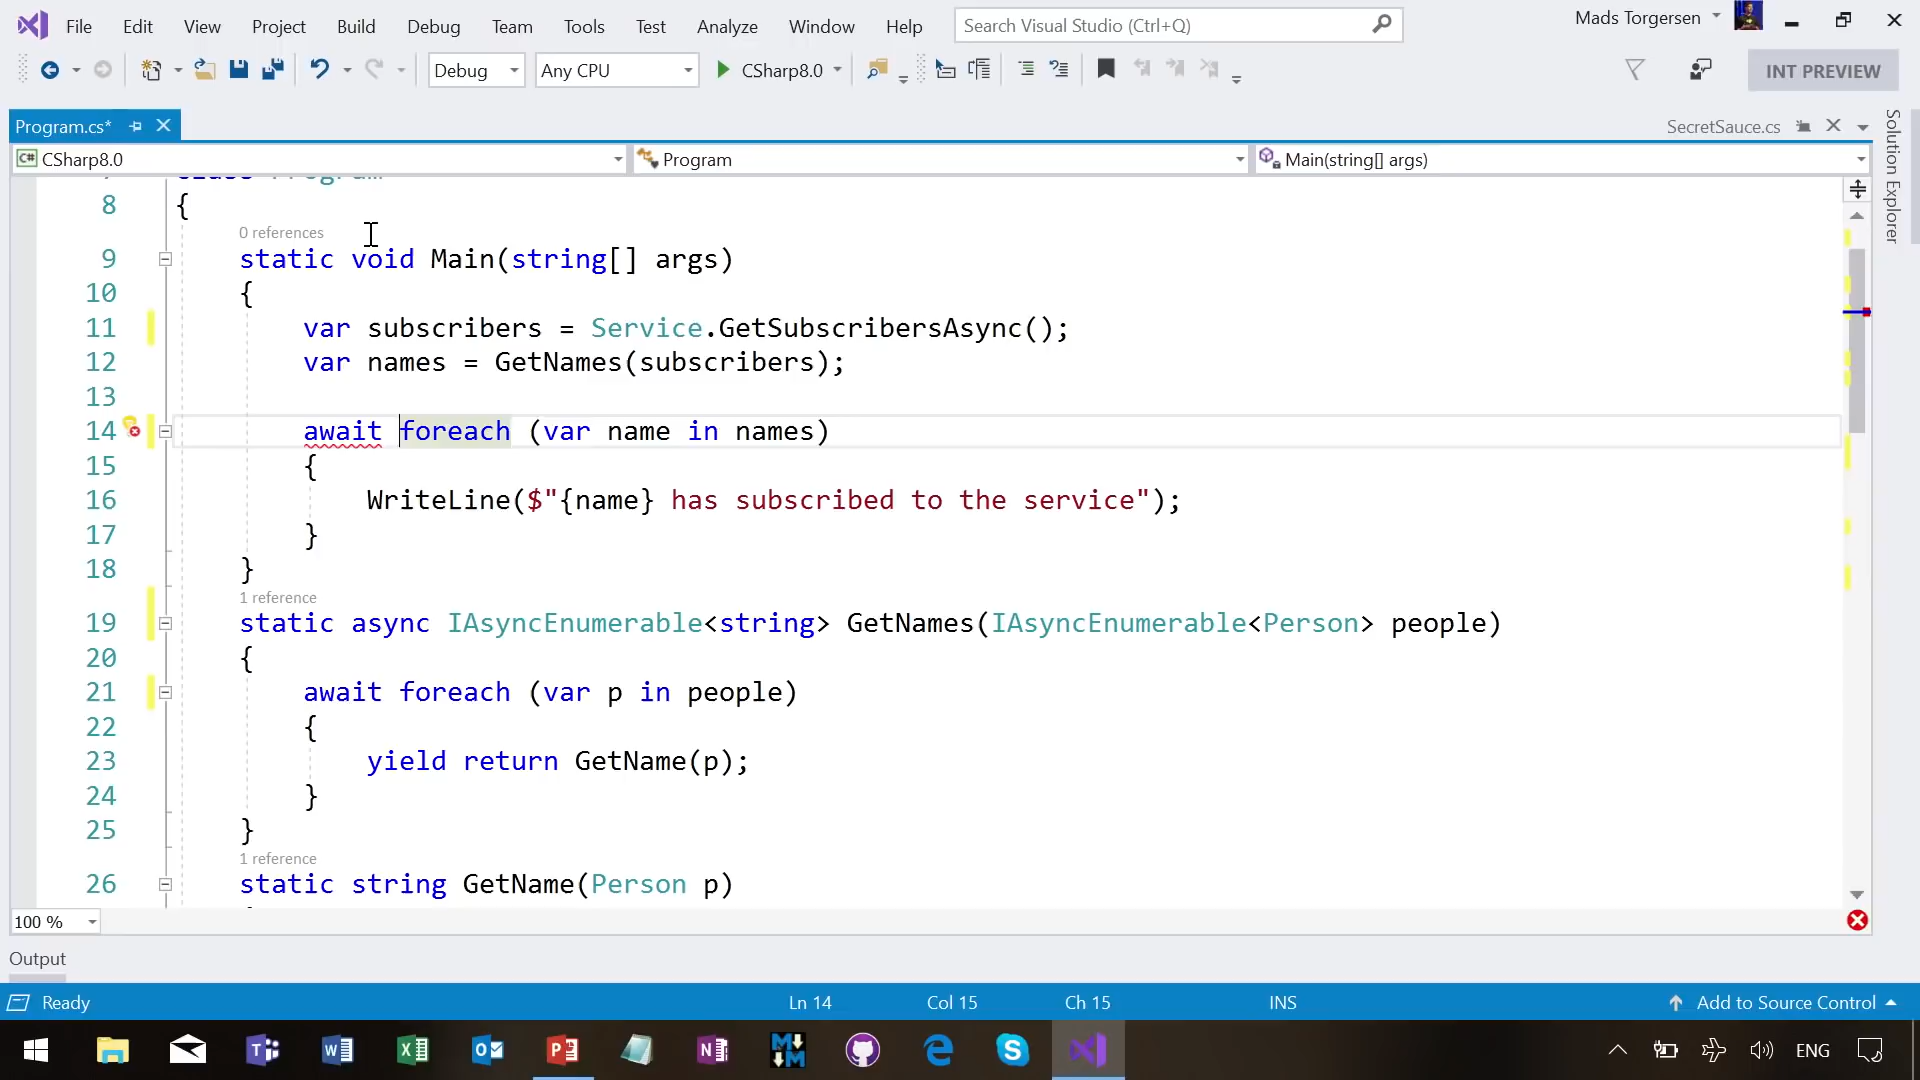 File Edit View Project Build Debug Team Tools Test Analyze Window Help Search Visual Studio (Ctrl+Q) Mads Torgersen
Debug Any CPU CSharp8.0 INT PREVIEW
Program.cs* SecretSauce.cs
C# CSharp8.0 Program Main(string[] args)
Solution Explorer
class Program
8 {
0 references
9 static void Main(string[] args)
10 {
11 var subscribers = Service.GetSubscribersAsync();
12 var names = GetNames(subscribers);
13
14 await foreach (var name in names)
15 {
16 WriteLine($"{name} has subscribed to the service");
17 }
18 }
1 reference
19 static async IAsyncEnumerable<string> GetNames(IAsyncEnumerable<Person> people)
20 {
21 await foreach (var p in people)
22 {
23 yield return GetName(p);
24 }
25 }
1 reference
26 static string GetName(Person p)
100 %
Output
Ready Ln 14 Col 15 Ch 15 INS Add to Source Control
ENG